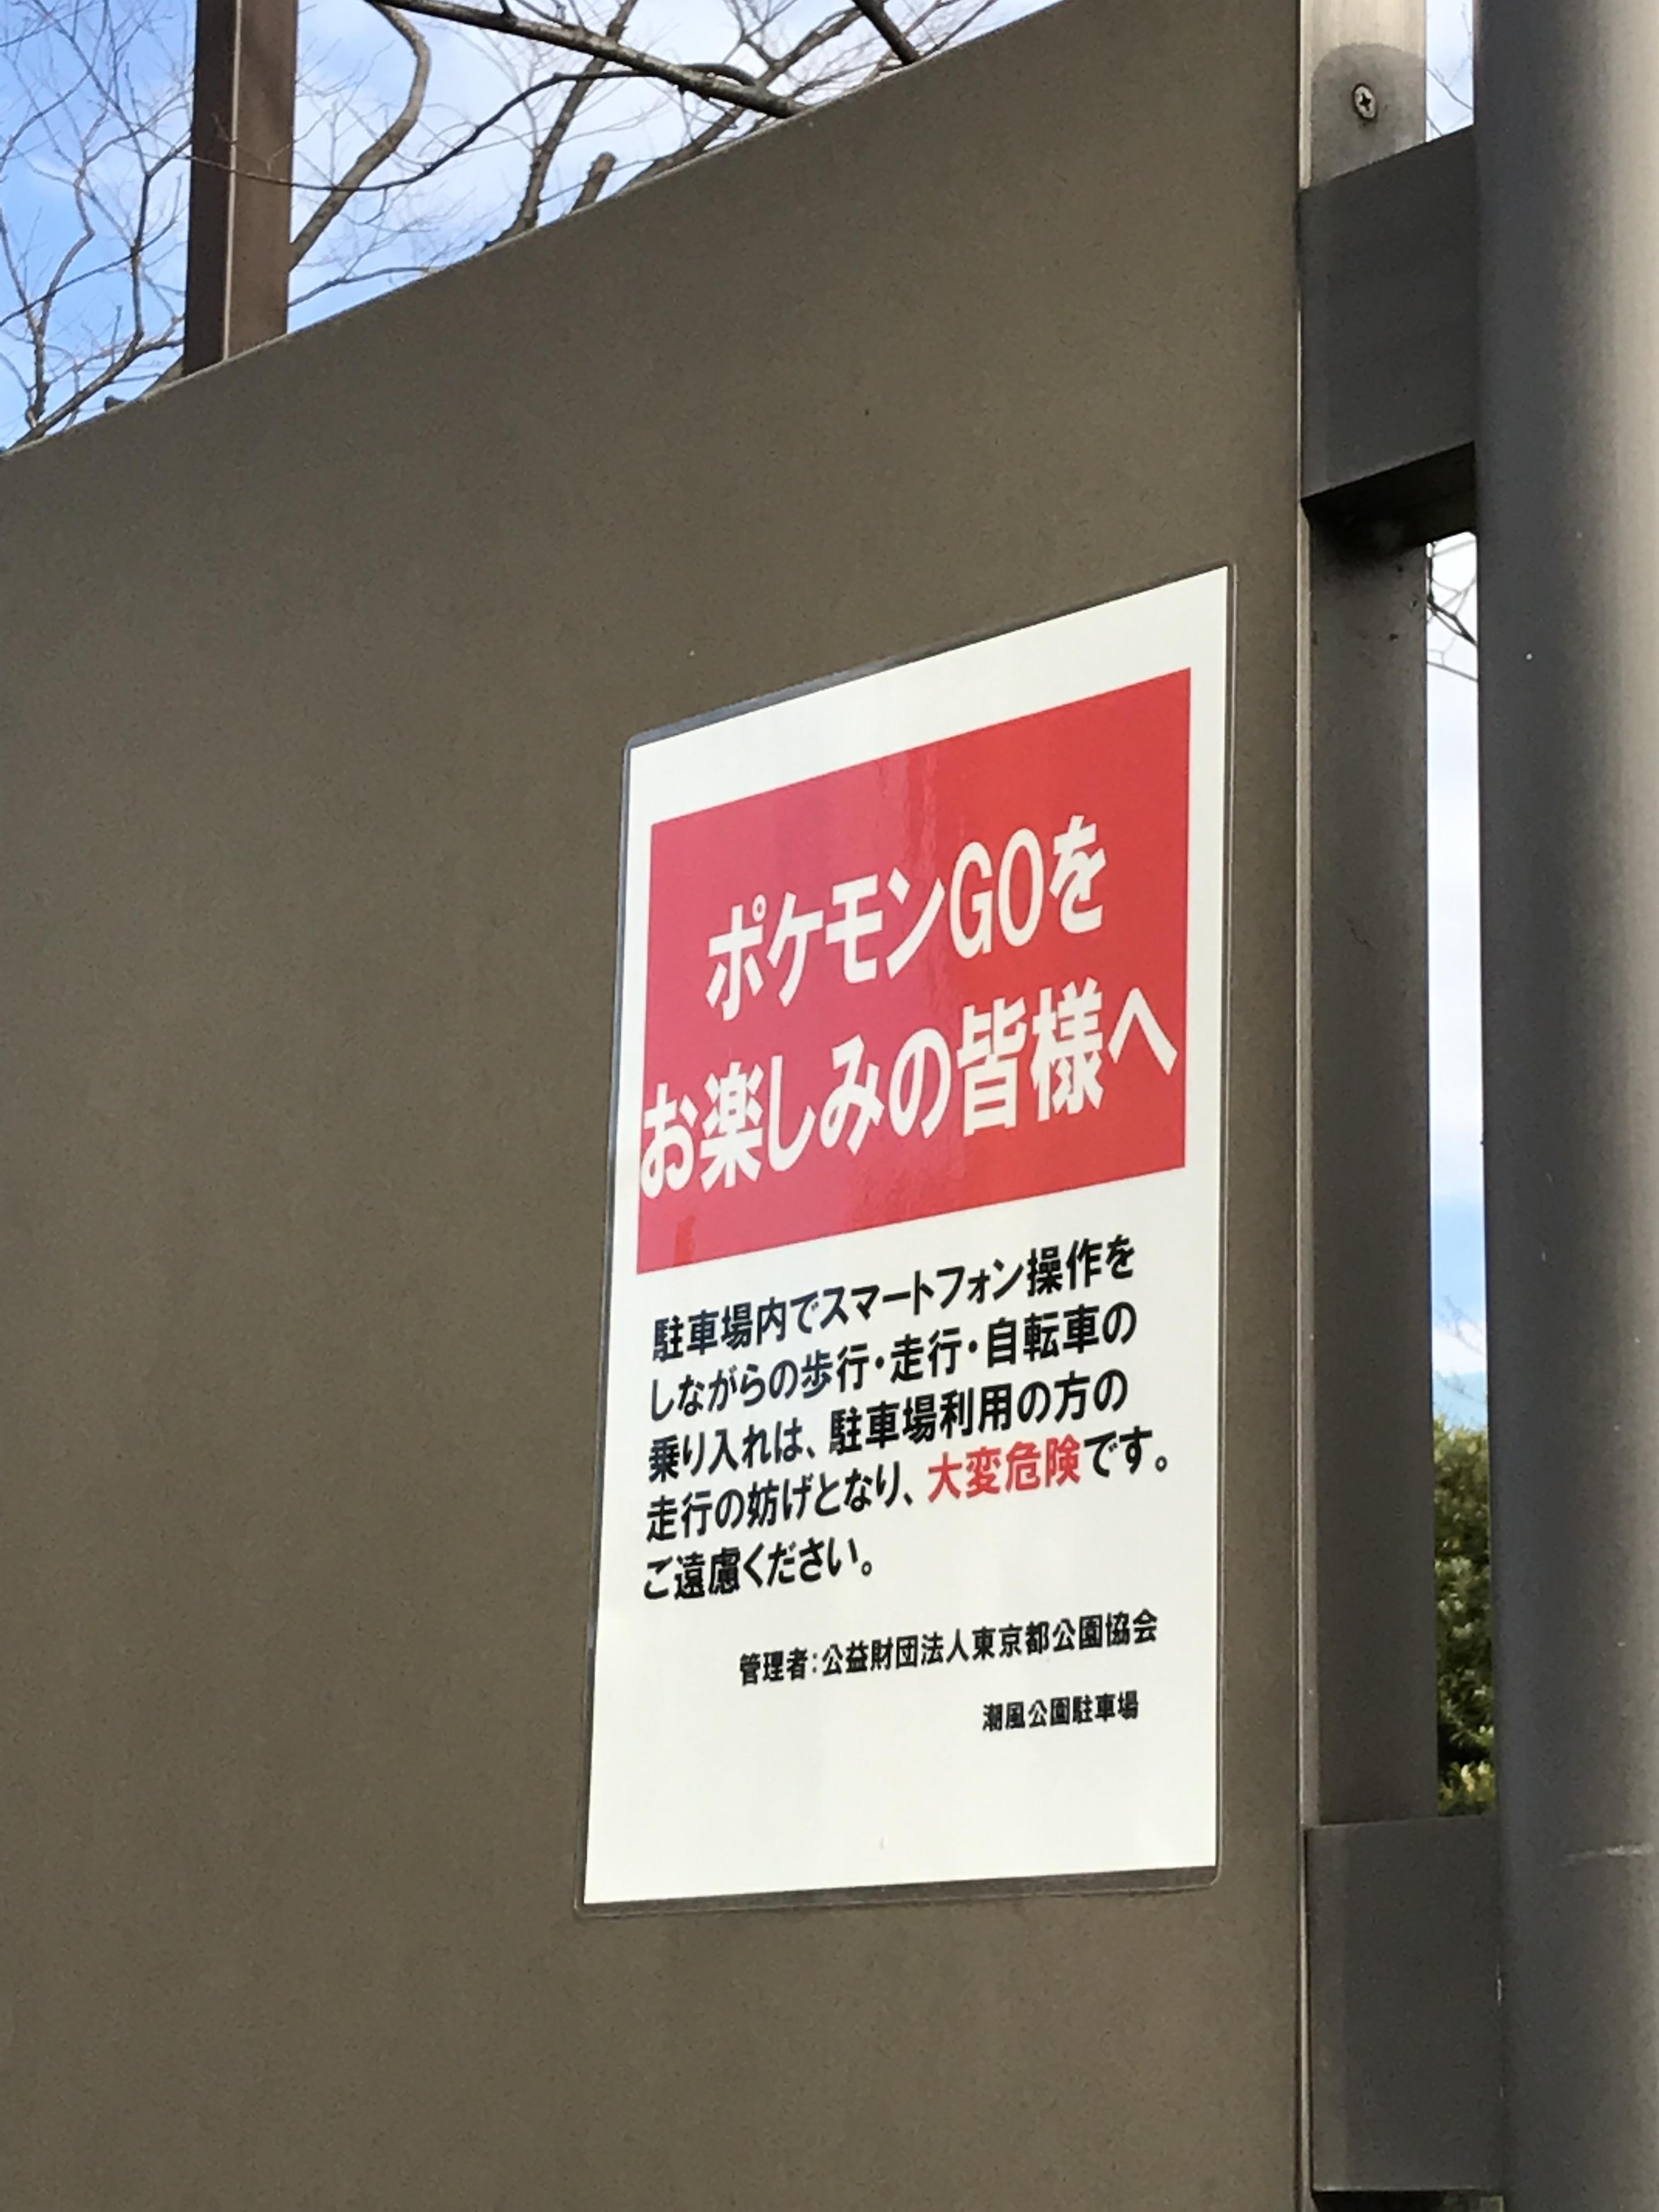 ポケモンGOを
お楽しみの皆様へ
駐車場内でスマートフォン操作を
しながらの歩行・走行・自転車の
乗り入れは、駐車場利用の方の
走行の妨げとなり、大変危険です。
ご遠慮ください。
管理者:公益財団法人東京都公園協会
潮風公園駐車場